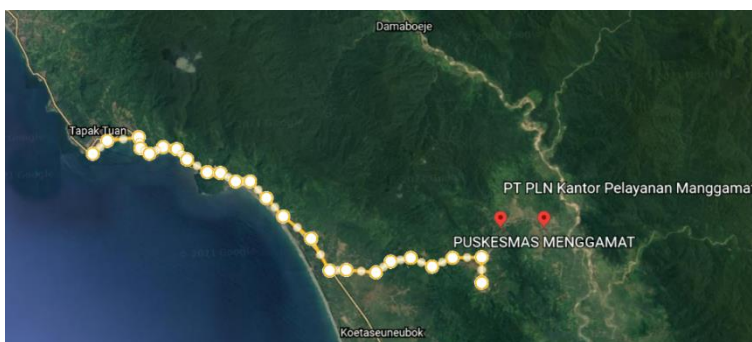 Damaboeje
Tapak Tuan
PT PLN Kantor Pelayanan Manggamat
PUSKESMAS MENGGAMAT
Koetaseuneubok